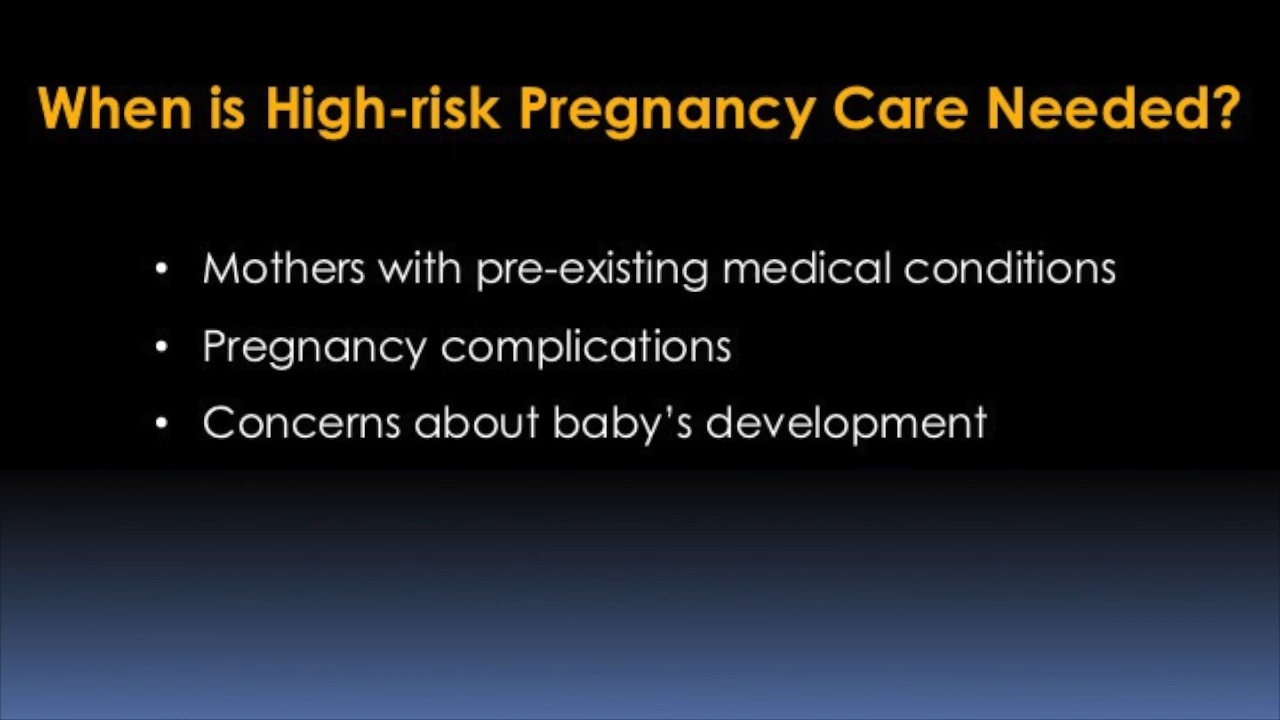 When is High-risk Pregnancy Care Needed?
• Mothers with pre-existing medical conditions
• Pregnancy complications
• Concerns about baby’s development